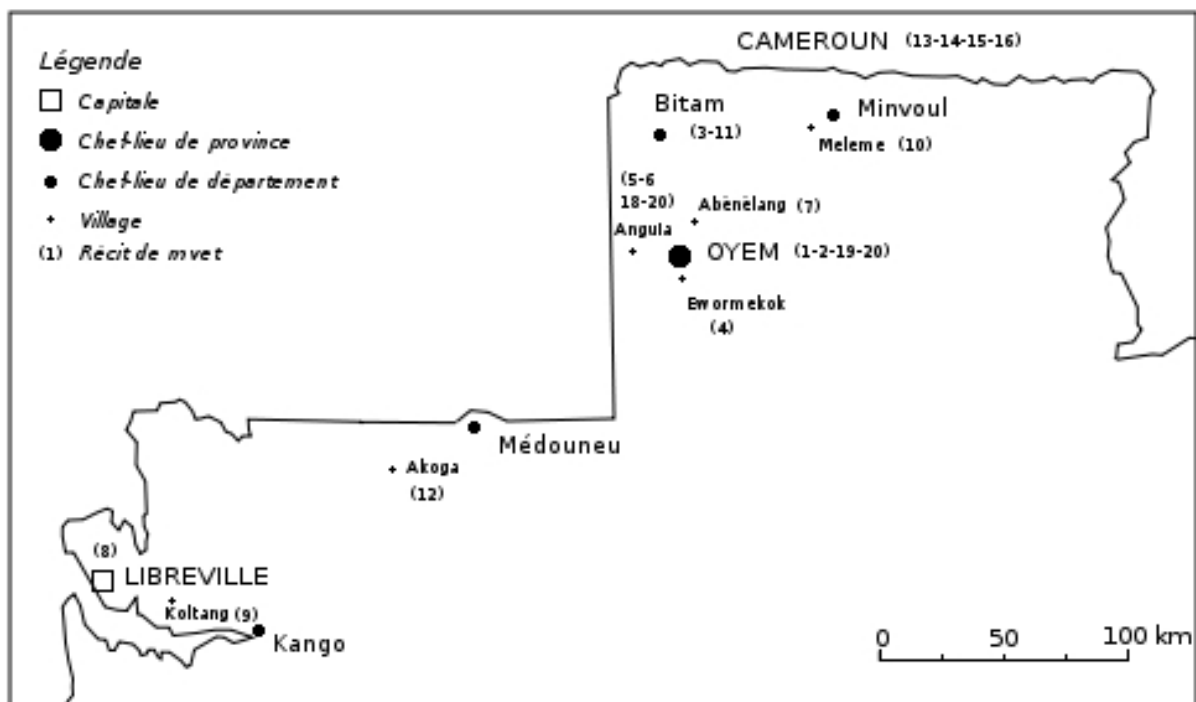 Légende
Capitale
Chef-lieu de province
Chef-lieu de département
Village
(1) Récit de mvet
CAMEROUN (13-14-15-16)
Bitam
(3-11)
Minvoul
Meleme (10)
(5-6
18-20)
Angula
Abènèlang (7)
OYEM (1-2-19-20)
Ewormekok
(4)
Médouneu
Akoga
(12)
(8)
LIBREVILLE
Koltang (9)
Kango
0 50 100 km